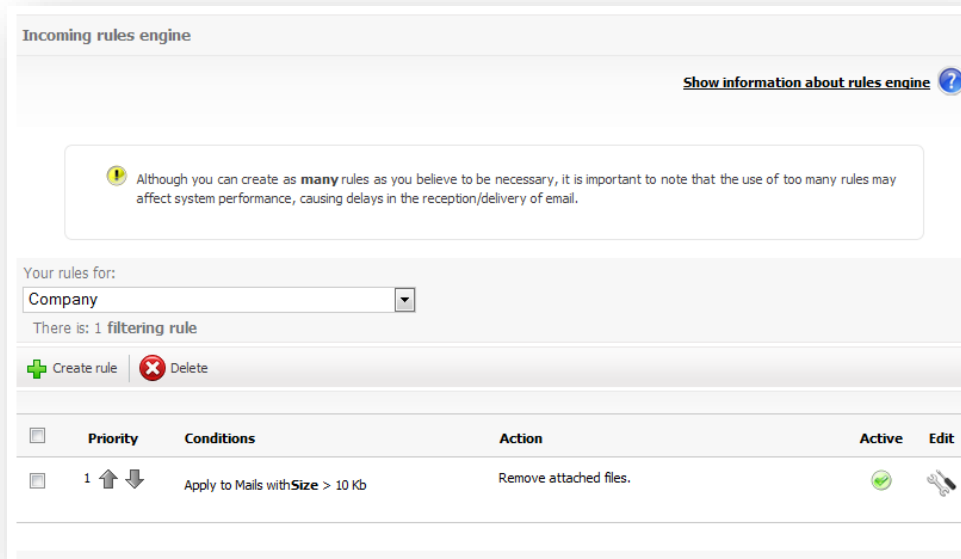 Incoming rules engine
Show information about rules engine ?
! Although you can create as many rules as you believe to be necessary, it is important to note that the use of too many rules may
affect system performance, causing delays in the reception/delivery of email.
Your rules for:
Company
There is: 1 filtering rule
Create rule Delete
Priority Conditions Action Active Edit
1 Apply to Mails withSize > 10 Kb Remove attached files.